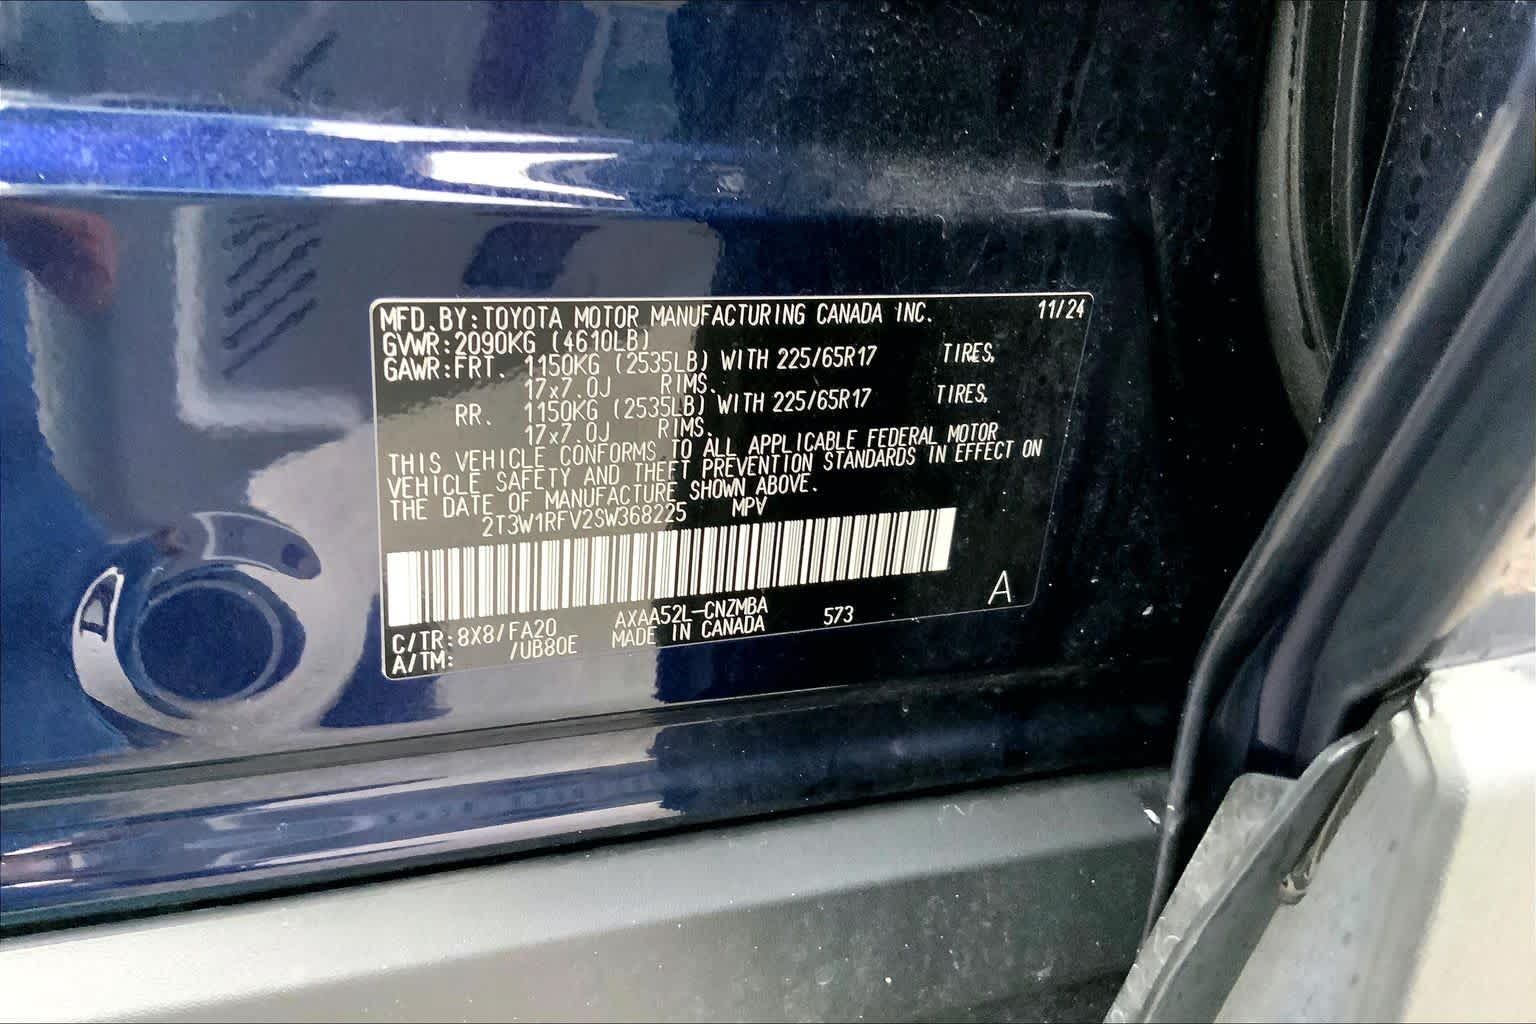 MFD.BY:TOYOTA MOTOR MANUFACTURING CANADA INC. 11/24
GVWR:2090KG (4610LB)
GAWR:FRT. 1150KG (2535LB) WITH 225/65R17 TIRES,
17x7.0J RIMS.
RR. 1150KG (2535LB) WITH 225/65R17 TIRES,
17x7.0J RIMS.
THIS VEHICLE CONFORMS TO ALL APPLICABLE FEDERAL MOTOR
VEHICLE SAFETY AND THEFT PREVENTION STANDARDS IN EFFECT ON
THE DATE OF MANUFACTURE SHOWN ABOVE.
2T3W1RFV2SW368225 MPV
A
C/TR:8X8/FA20 AXAA52L-CNZMBA 573
A/TM: /UB80E MADE IN CANADA